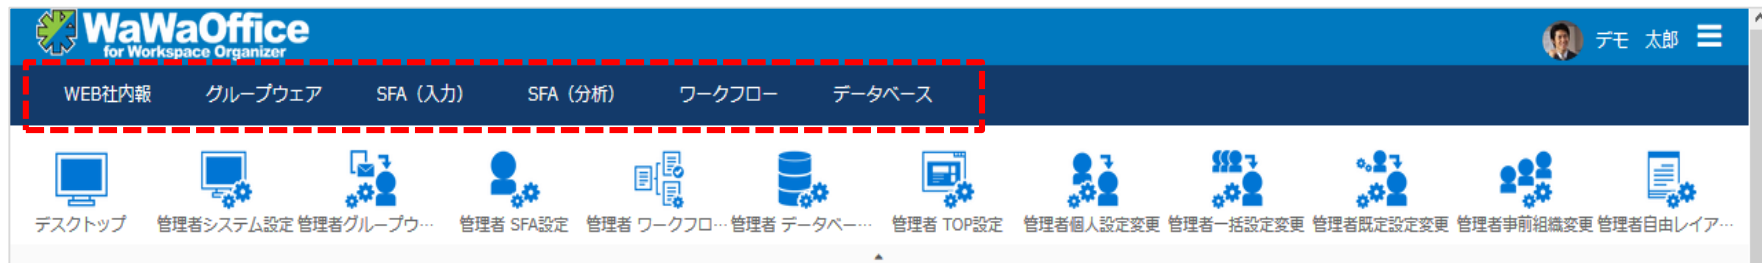 WaWaOffice
for Workspace Organizer
デモ 太郎
WEB社内報 グループウェア SFA（入力） SFA（分析） ワークフロー データベース
デスクトップ 管理者システム設定 管理者グループウ… 管理者 SFA設定 管理者 ワークフロ… 管理者 データベー… 管理者 TOP設定 管理者個人設定変更 管理者一括設定変更 管理者既定設定変更 管理者事前組織変更 管理者自由レイア…